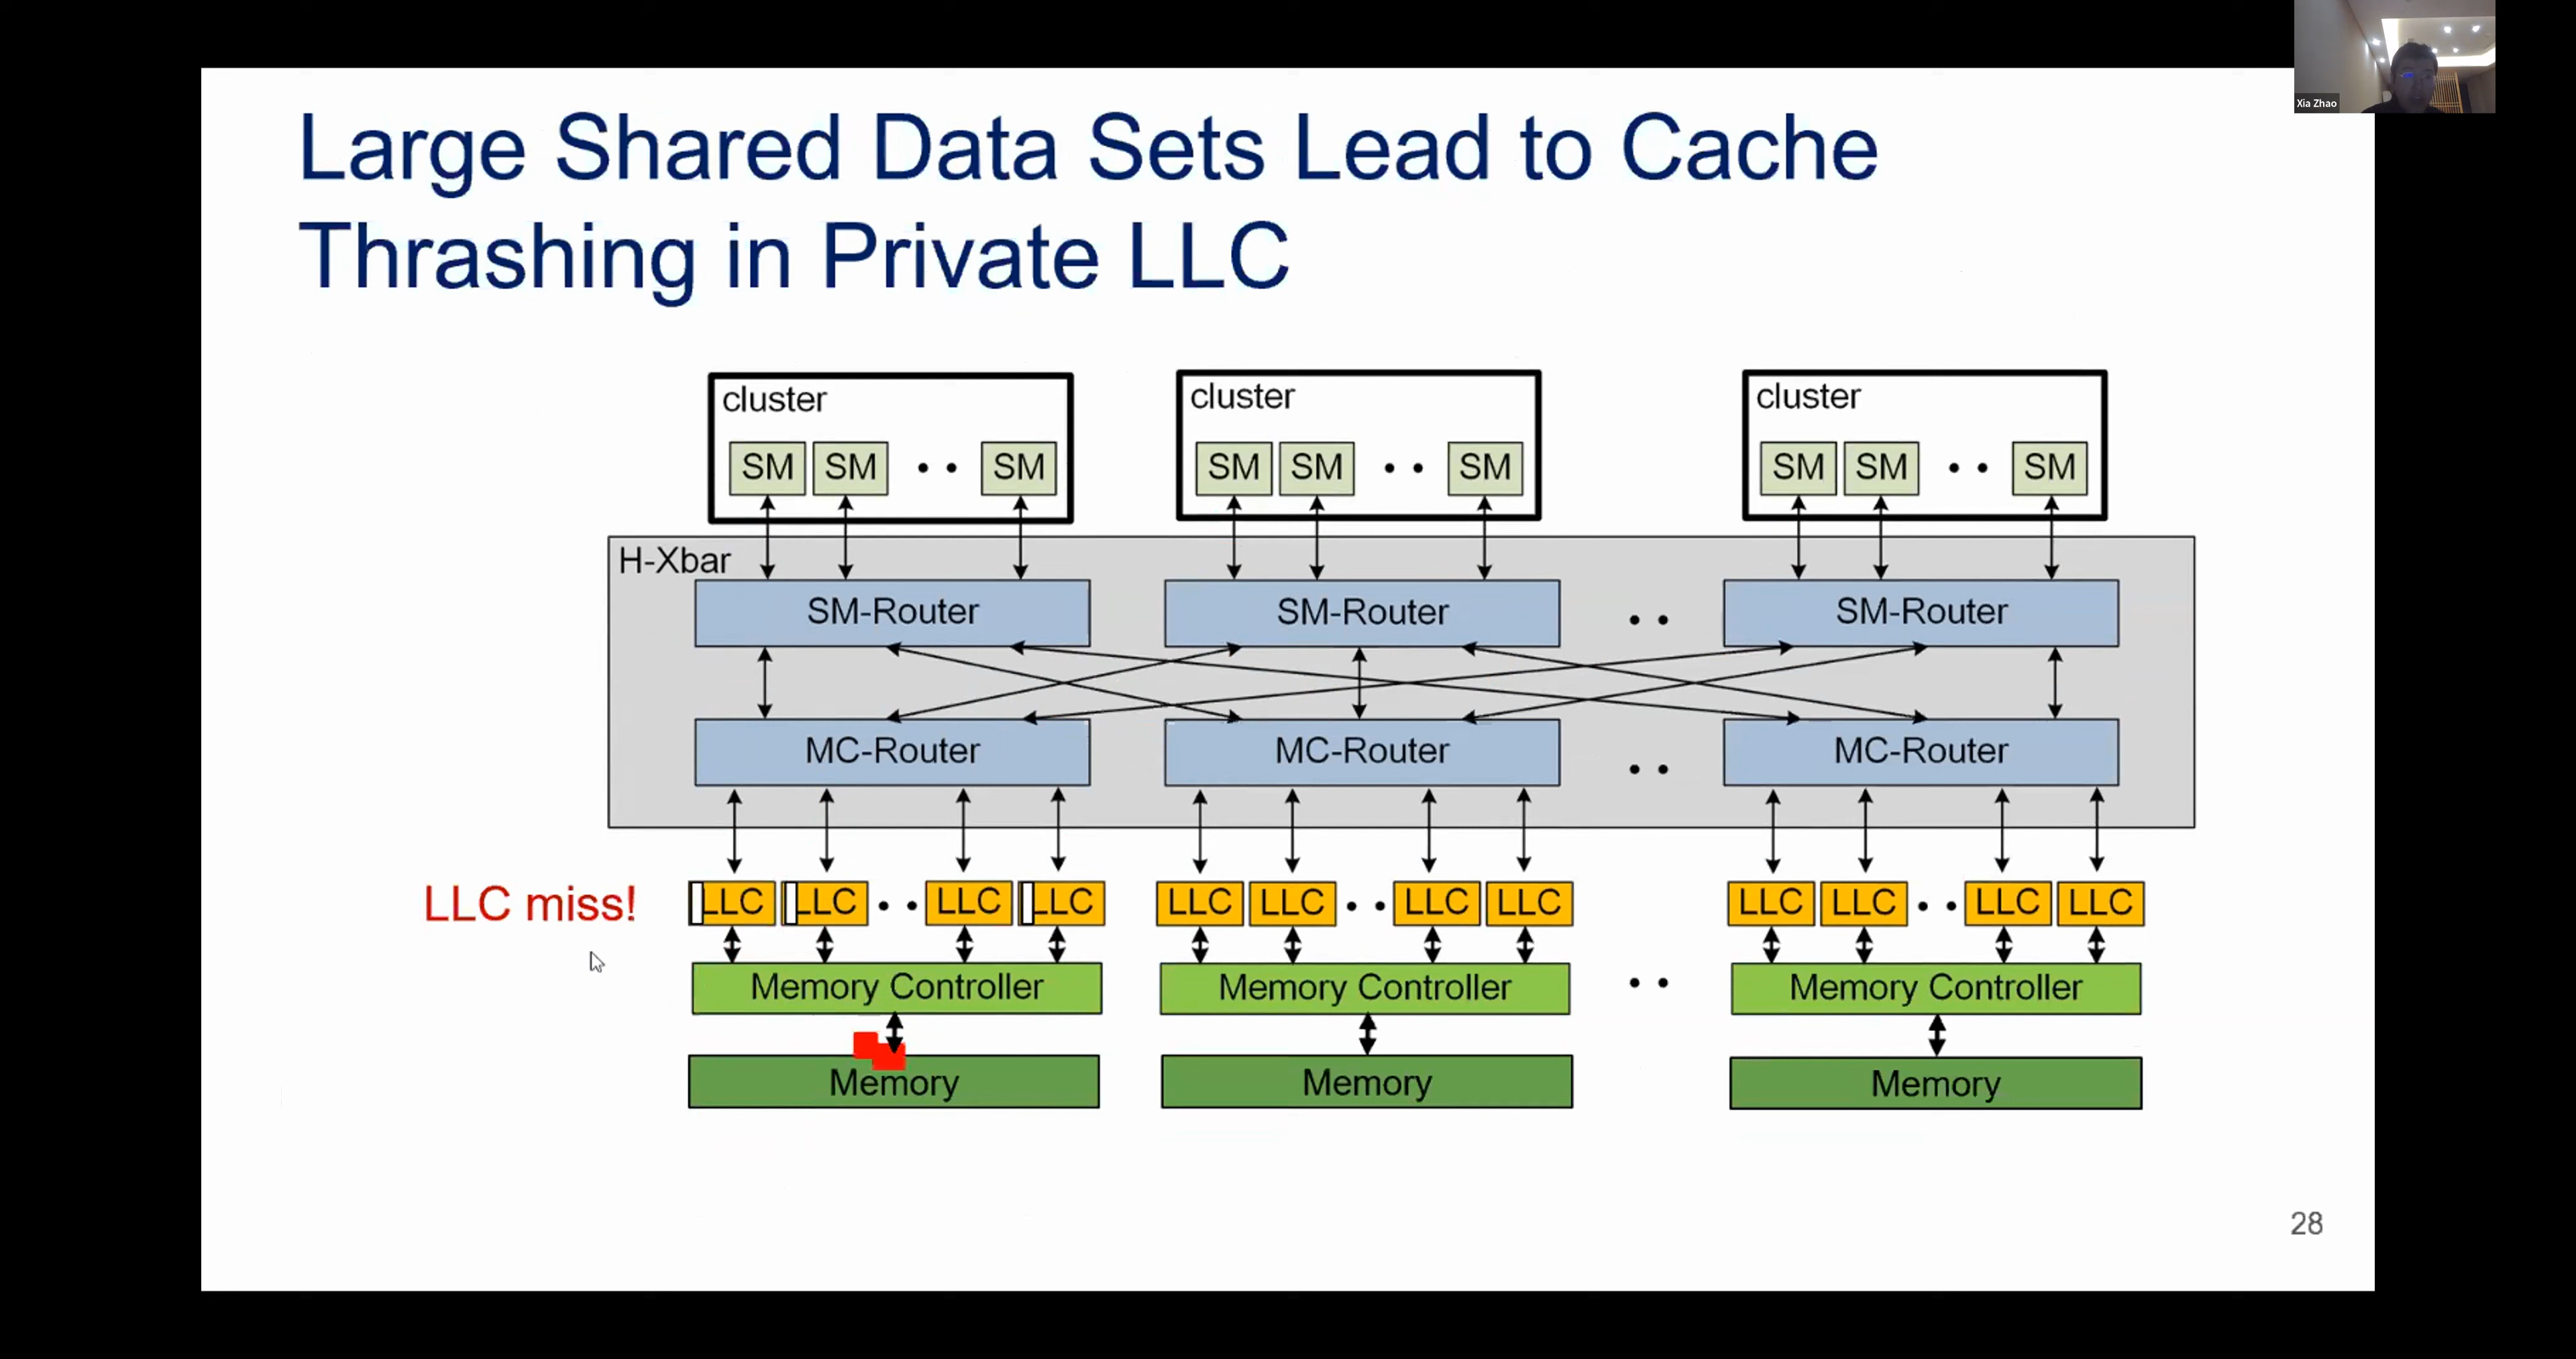 Xia Zhao
Large Shared Data Sets Lead to Cache
Thrashing in Private LLC
cluster cluster cluster
SM SM SM SM SM SM SM SM SM
H-Xbar
SM-Router SM-Router SM-Router
MC-Router MC-Router MC-Router
LLC miss! LLC LLC LLC LLC LLC LLC LLC LLC LLC LLC LLC LLC
Memory Controller Memory Controller Memory Controller
Memory Memory Memory
28